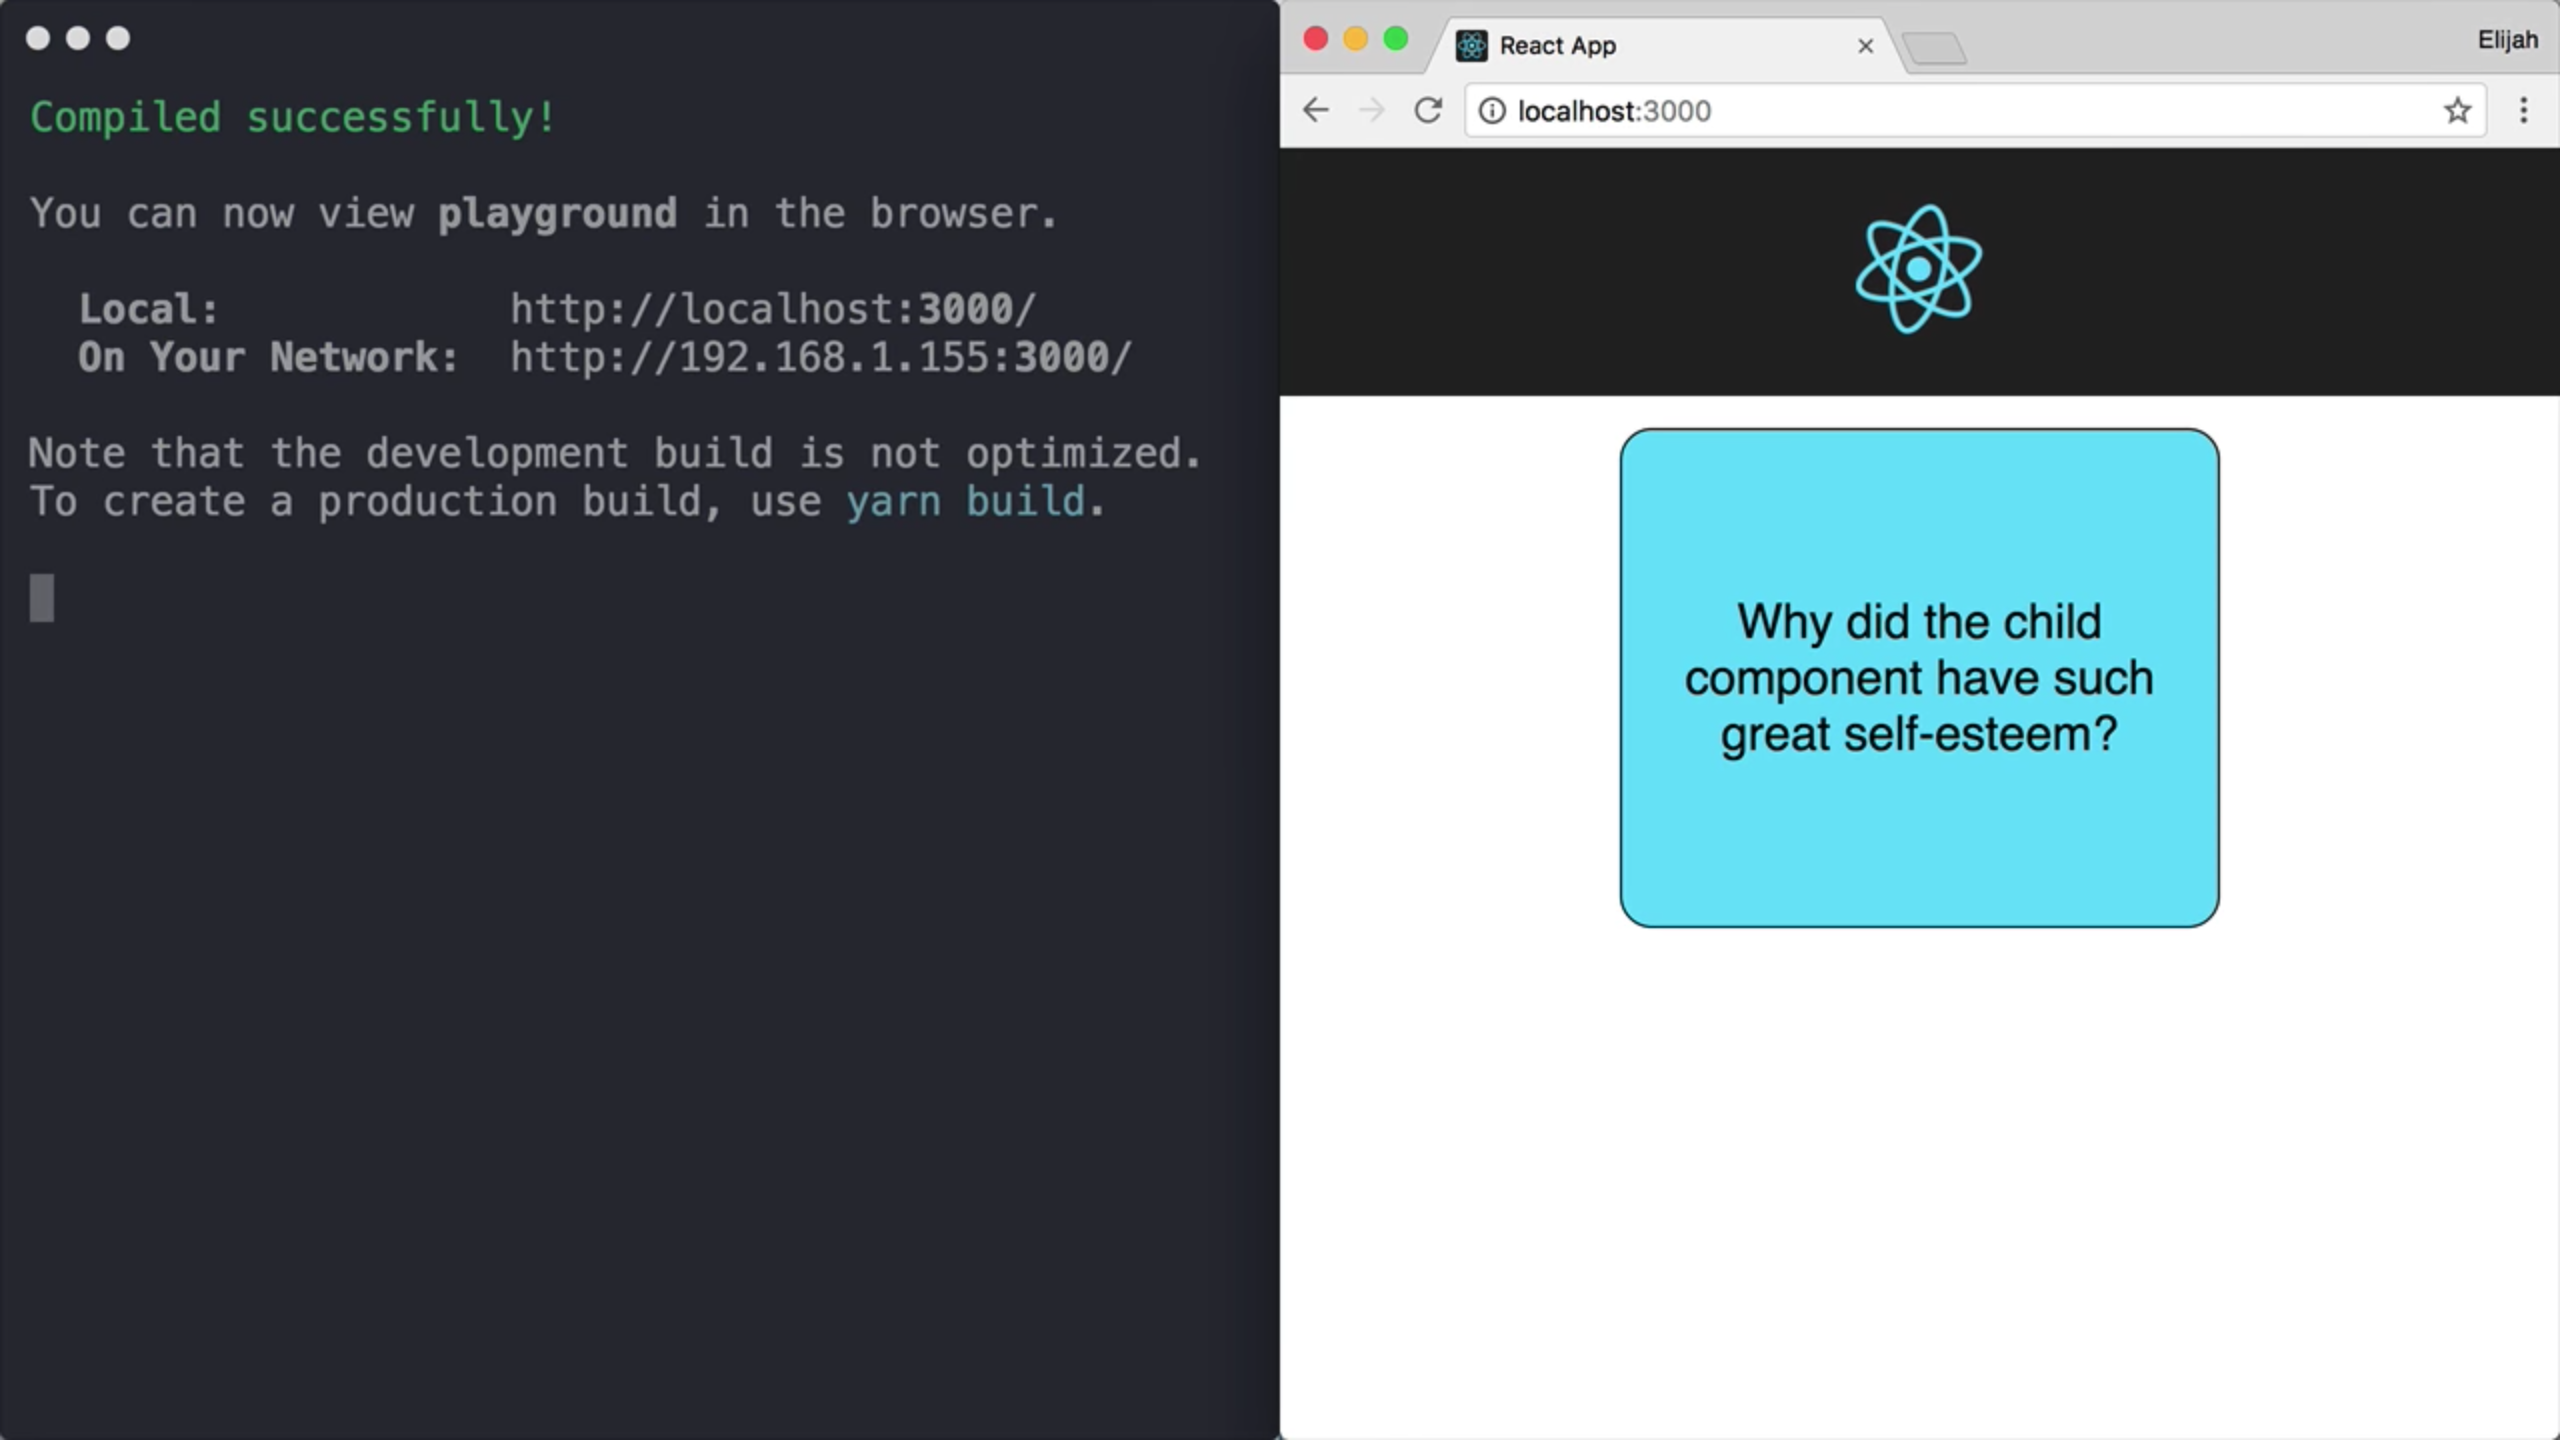 Compiled successfully!
You can now view playground in the browser.
Local: http://localhost:3000/
On Your Network: http://192.168.1.155:3000/
Note that the development build is not optimized.
To create a production build, use yarn build.
React App
Elijah
localhost:3000
Why did the child
component have such
great self-esteem?